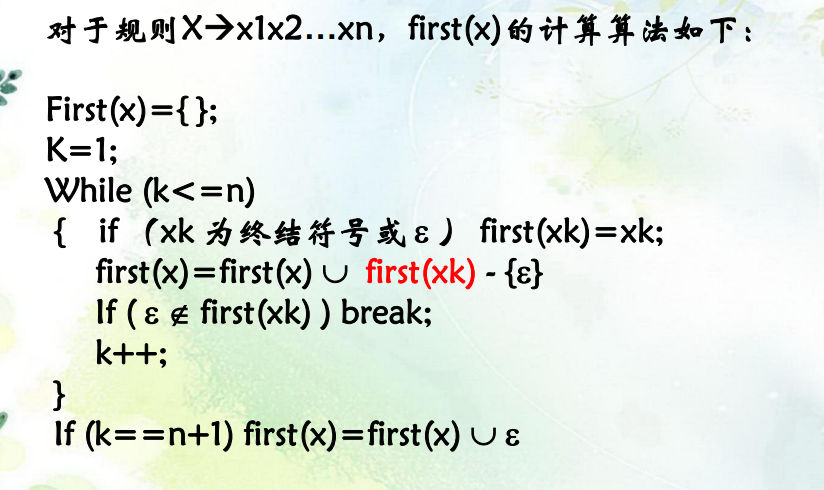 对于规则X→x1x2…xn，first(x)的计算算法如下：
First(x)={ };
K=1;
While (k<=n)
{ if （xk 为终结符号或ε） first(xk)=xk;
first(x)=first(x) ∪ first(xk) - {ε}
If ( ε ∉ first(xk) ) break;
k++;
}
If (k==n+1) first(x)=first(x) ∪ ε